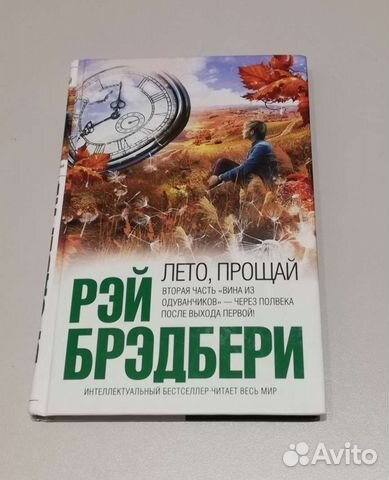 ЛЕТО, ПРОЩАЙ
ВТОРАЯ ЧАСТЬ «ВИНА ИЗ
ОДУВАНЧИКОВ» — ЧЕРЕЗ ПОЛВЕКА
ПОСЛЕ ВЫХОДА ПЕРВОЙ!
РЭЙ
БРЭДБЕРИ
ИНТЕЛЛЕКТУАЛЬНЫЙ БЕСТСЕЛЛЕР ЧИТАЕТ ВЕСЬ МИР
Avito